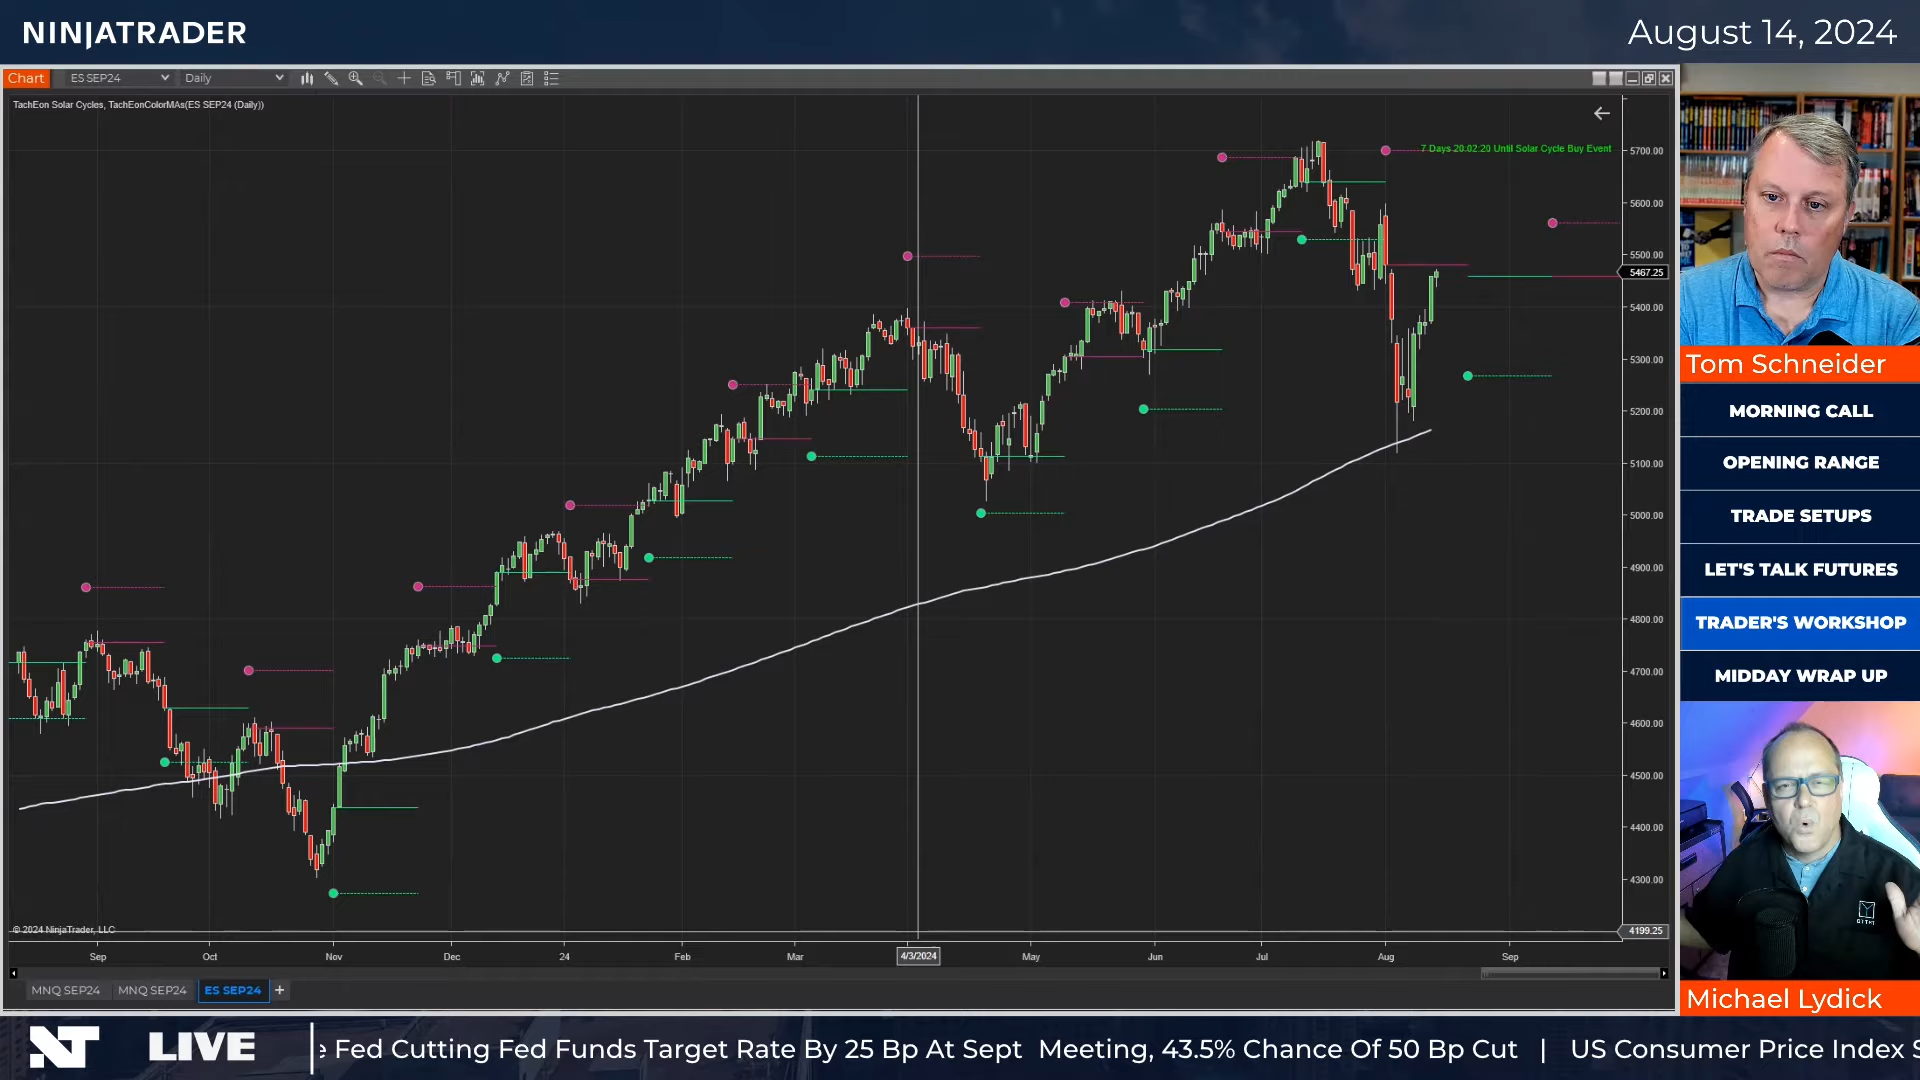 NINJATRADER
August 14, 2024
Chart
ES SEP24
Daily
TachEon Solar Cycles, TachEonColorMAs(ES SEP24 (Daily))
7 Days 20:02:20 Until Solar Cycle Buy Event
5700.00
5600.00
5500.00
5467.25
5400.00
5300.00
5200.00
5100.00
5000.00
4900.00
4800.00
4700.00
4600.00
4500.00
4400.00
4300.00
4199.25
© 2024 NinjaTrader, LLC
Sep
Oct
Nov
Dec
24
Feb
Mar
4/3/2024
May
Jun
Jul
Aug
Sep
MNQ SEP24
MNQ SEP24
ES SEP24
+
Tom Schneider
MORNING CALL
OPENING RANGE
TRADE SETUPS
LET'S TALK FUTURES
TRADER'S WORKSHOP
MIDDAY WRAP UP
Michael Lydick
NT LIVE
e Fed Cutting Fed Funds Target Rate By 25 Bp At Sept Meeting, 43.5% Chance Of 50 Bp Cut | US Consumer Price Index S